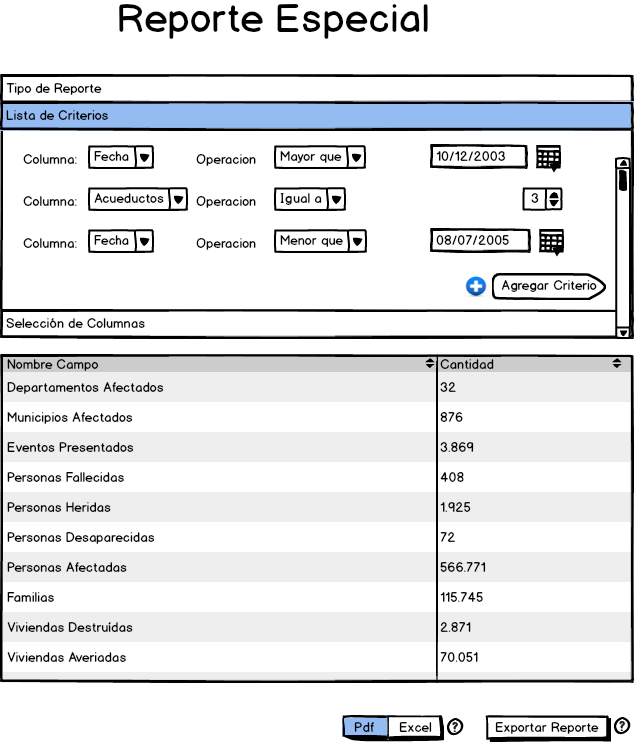 Reporte Especial
Tipo de Reporte
Lista de Criterios
Columna: Fecha Operacion Mayor que 10/12/2003
Columna: Acueductos Operacion Igual a 3
Columna: Fecha Operacion Menor que 08/07/2005
Agregar Criterio
Selección de Columnas
Nombre Campo Cantidad
Departamentos Afectados 32
Municipios Afectados 876
Eventos Presentados 3.869
Personas Fallecidas 408
Personas Heridas 1.925
Personas Desaparecidas 72
Personas Afectadas 566.771
Familias 115.745
Viviendas Destruídas 2.871
Viviendas Averiadas 70.051
Pdf Excel ? Exportar Reporte ?